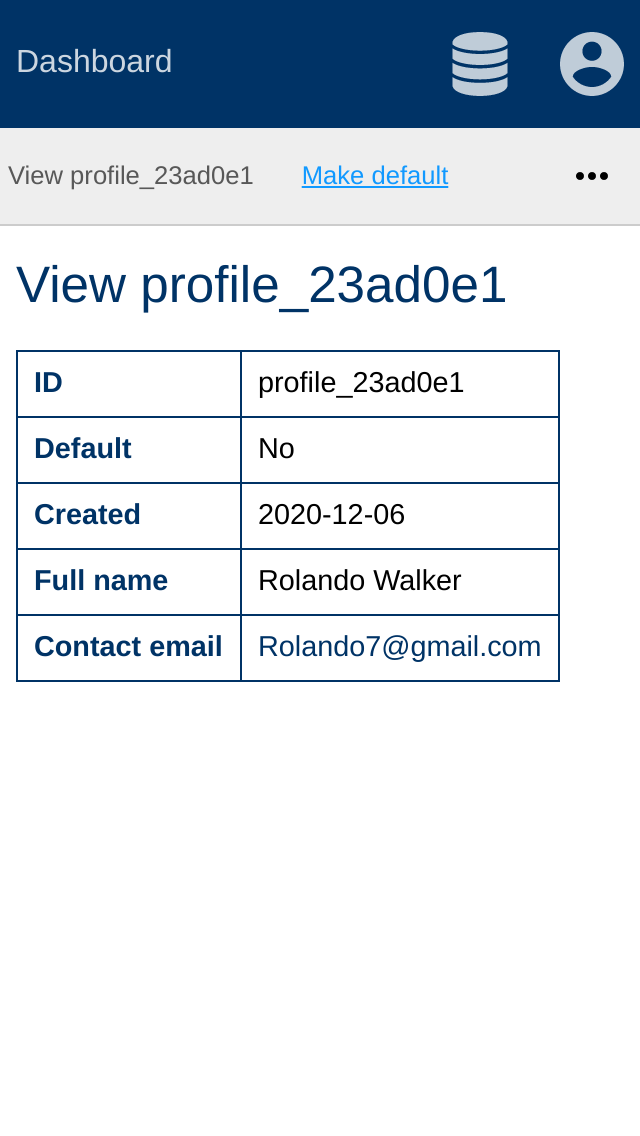 Dashboard
View profile_23ad0e1 Make default
View profile_23ad0e1
ID profile_23ad0e1
Default No
Created 2020-12-06
Full name Rolando Walker
Contact email Rolando7@gmail.com